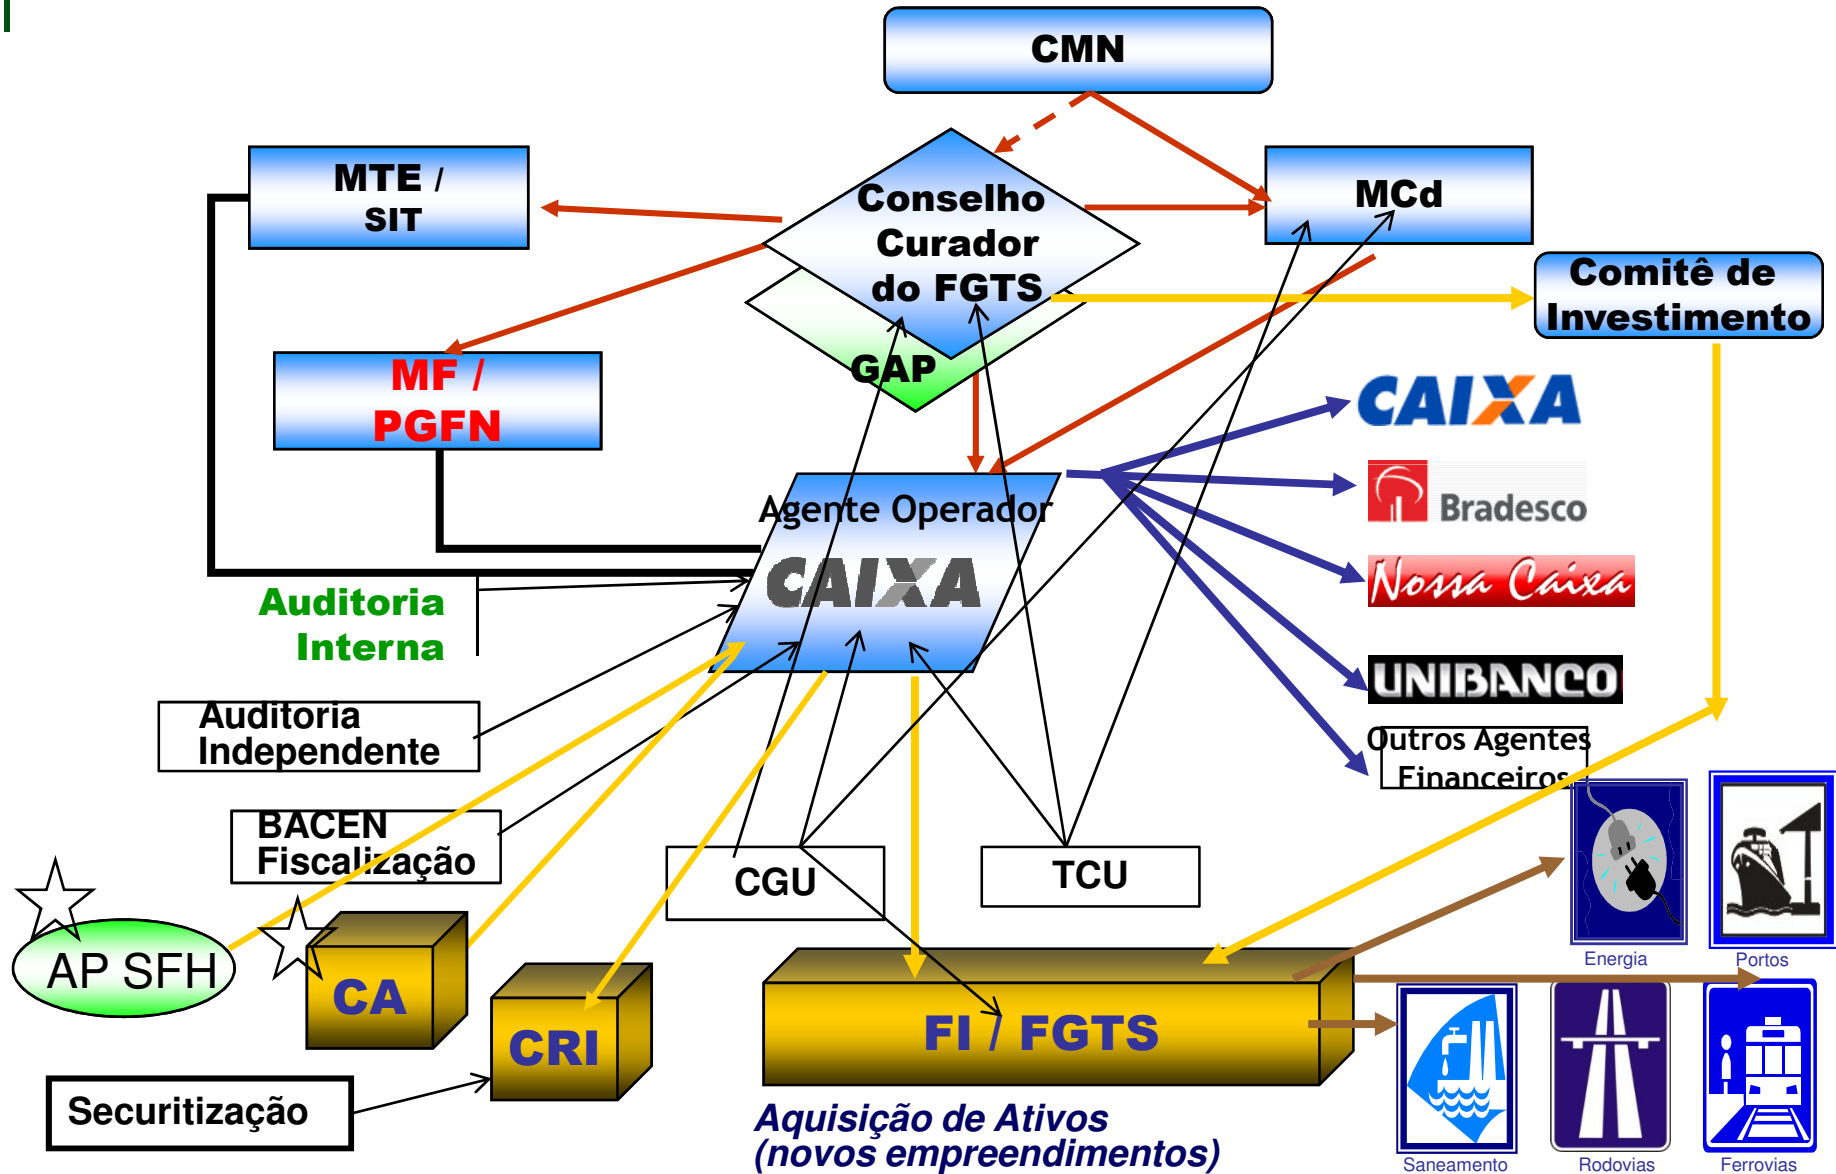 CMN
MTE /
SIT
Conselho
Curador
do FGTS
MCd
Comitê de
Investimento
GAP
MF /
PGFN
CAIXA
Bradesco
Agente Operador
CAIXA
Nossa Caixa
Auditoria
Interna
UNIBANCO
Auditoria
Independente
Outros Agentes
Financeiros
BACEN
Fiscalização
CGU
TCU
AP SFH
CA
CRI
FI / FGTS
Energia
Portos
Securitização
Aquisição de Ativos
(novos empreendimentos)
Saneamento
Rodovias
Ferrovias